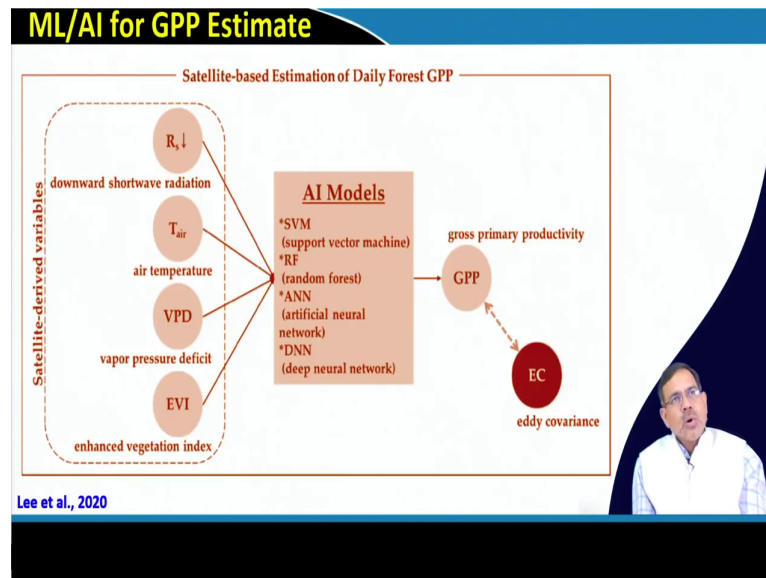 ML/AI for GPP Estimate
Satellite-based Estimation of Daily Forest GPP
Satellite-derived variables
Rs↓
downward shortwave radiation
Tair
air temperature
VPD
vapor pressure deficit
EVI
enhanced vegetation index
AI Models
*SVM
(support vector machine)
*RF
(random forest)
*ANN
(artificial neural
network)
*DNN
(deep neural network)
gross primary productivity
GPP
EC
eddy covariance
Lee et al., 2020